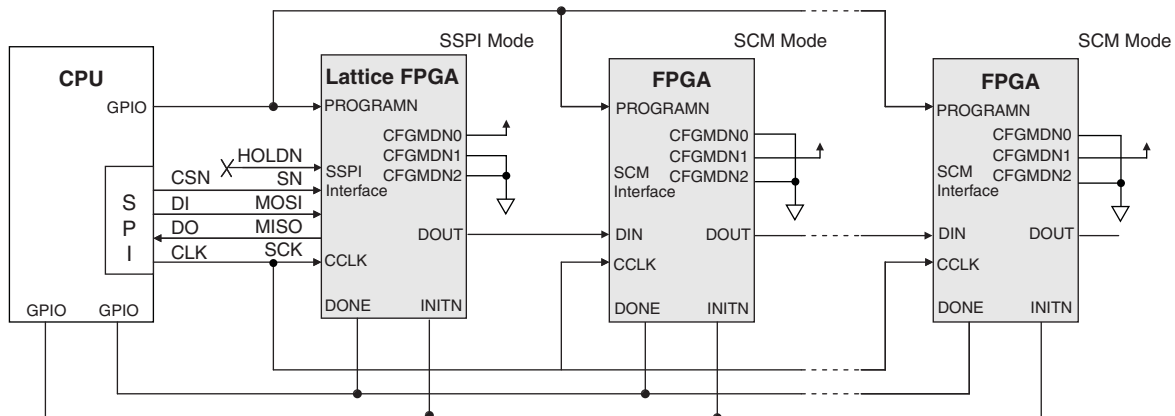 SSPI Mode
SCM Mode
SCM Mode
CPU
GPIO
S
P
I
CSN
DI
DO
CLK
GPIO
GPIO
HOLDN
SN
MOSI
MISO
SCK
Lattice FPGA
PROGRAMN
CFGMDN0
CFGMDN1
CFGMDN2
SSPI
Interface
DOUT
CCLK
DONE
INITN
FPGA
PROGRAMN
CFGMDN0
CFGMDN1
CFGMDN2
SCM
Interface
DIN
DOUT
CCLK
DONE
INITN
FPGA
PROGRAMN
CFGMDN0
CFGMDN1
CFGMDN2
SCM
Interface
DIN
DOUT
CCLK
DONE
INITN